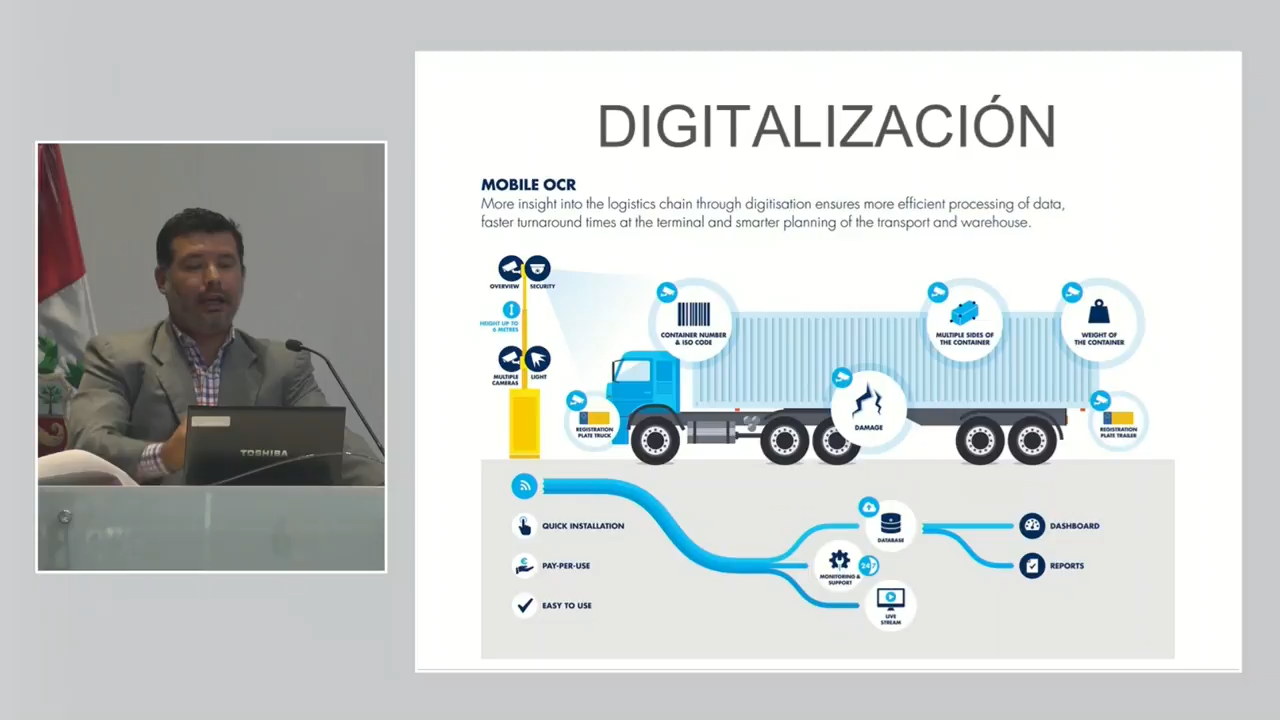 DIGITALIZACIÓN
MOBILE OCR
More insight into the logistics chain through digitisation ensures more efficient processing of data,
faster turnaround times at the terminal and smarter planning of the transport and warehouse.
OVERVIEW
SECURITY
HEIGHT UP TO
6 METRES
MULTIPLE
CAMERAS
LIGHT
CONTAINER NUMBER
& ISO CODE
MULTIPLE SIDES OF
THE CONTAINER
WEIGHT OF
THE CONTAINER
REGISTRATION
PLATE TRUCK
DAMAGE
REGISTRATION
PLATE TRAILER
TOSHIBA
QUICK INSTALLATION
PAY-PER-USE
EASY TO USE
DATABASE
MONITORING &
SUPPORT
24/7
LIVE
STREAM
DASHBOARD
REPORTS